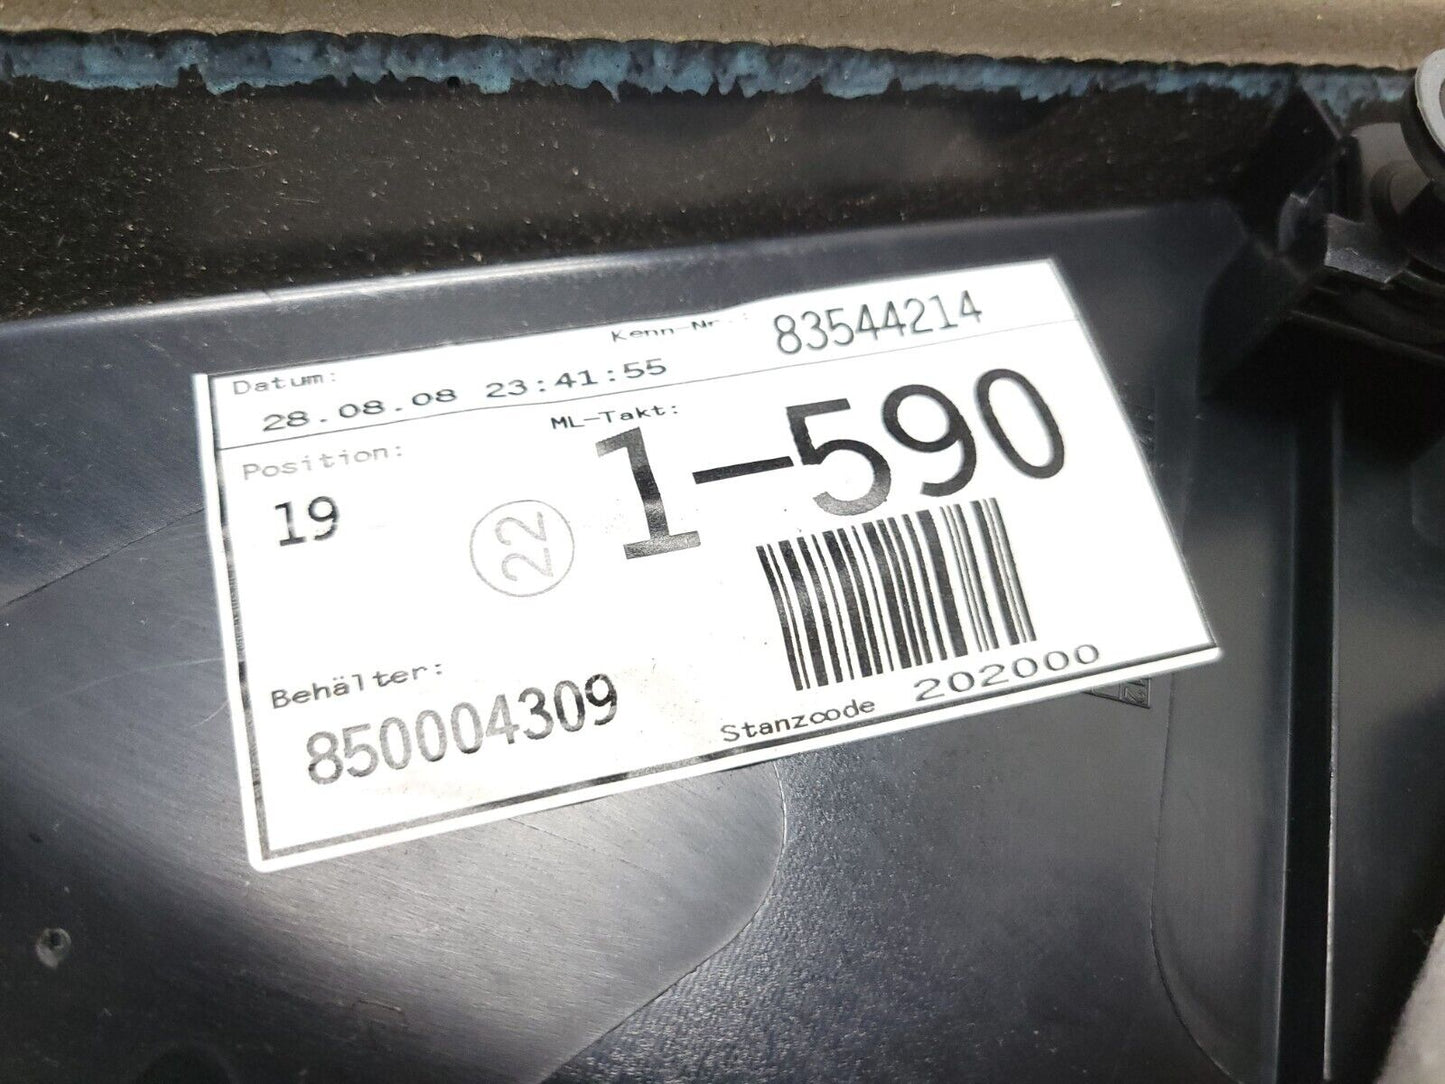 Kenn-Nr.: 83544214
Datum:
28.08.08 23:41:55
ML-Takt:
1-590
Position:
19
22
Behälter:
850004309
Stanzcode 202000